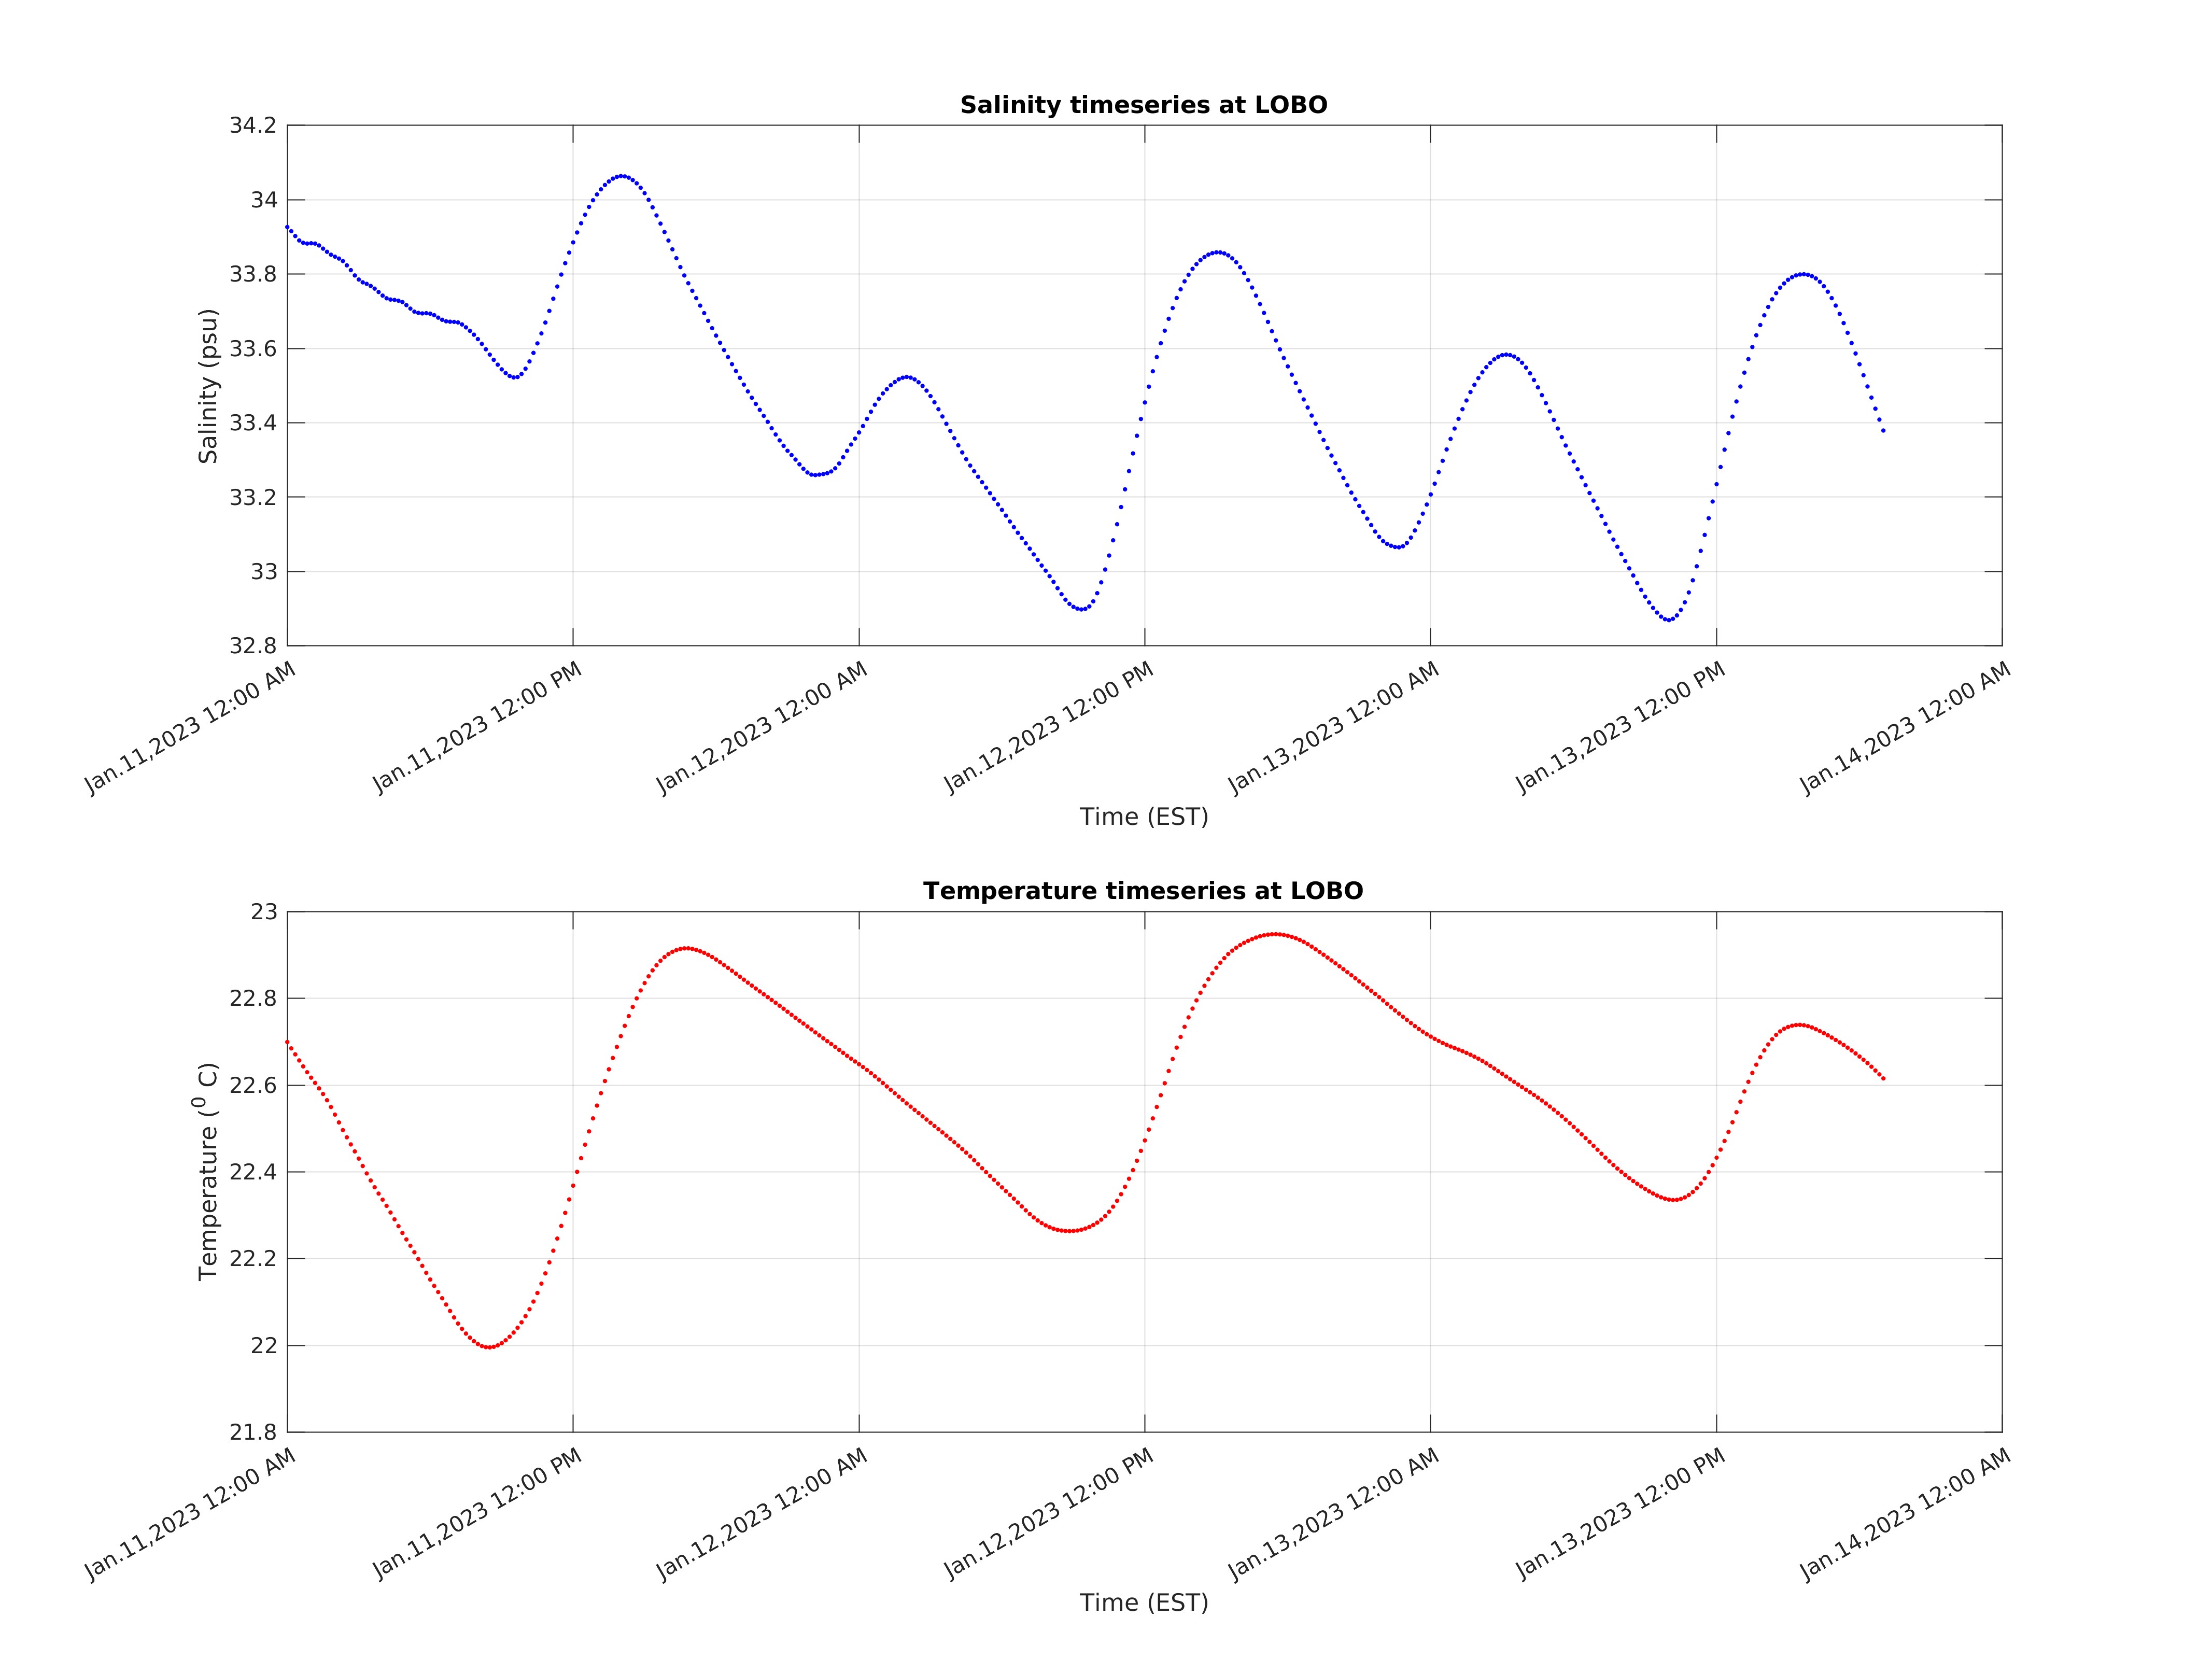 Salinity timeseries at LOBO
34.2
34
33.8
33.6
33.4
33.2
33
32.8
Salinity (psu)
Jan.11,2023 12:00 AM
Jan.11,2023 12:00 PM
Jan.12,2023 12:00 AM
Jan.12,2023 12:00 PM
Jan.13,2023 12:00 AM
Jan.13,2023 12:00 PM
Jan.14,2023 12:00 AM
Time (EST)
Temperature timeseries at LOBO
23
22.8
22.6
22.4
22.2
22
21.8
Temperature (⁰ C)
Jan.11,2023 12:00 AM
Jan.11,2023 12:00 PM
Jan.12,2023 12:00 AM
Jan.12,2023 12:00 PM
Jan.13,2023 12:00 AM
Jan.13,2023 12:00 PM
Jan.14,2023 12:00 AM
Time (EST)